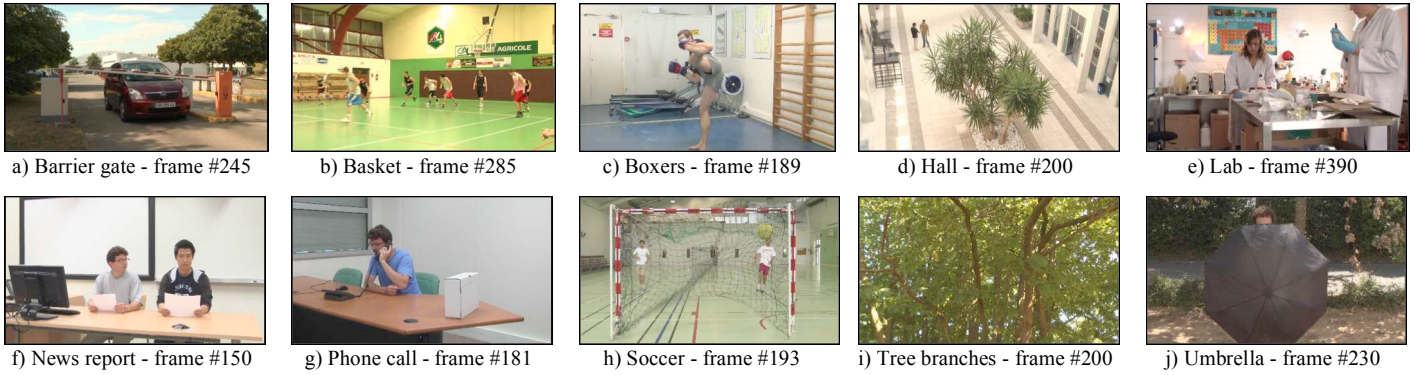 CA AGRICOLE
a) Barrier gate - frame #245
b) Basket - frame #285
c) Boxers - frame #189
d) Hall - frame #200
e) Lab - frame #390
f) News report - frame #150
g) Phone call - frame #181
h) Soccer - frame #193
i) Tree branches - frame #200
j) Umbrella - frame #230